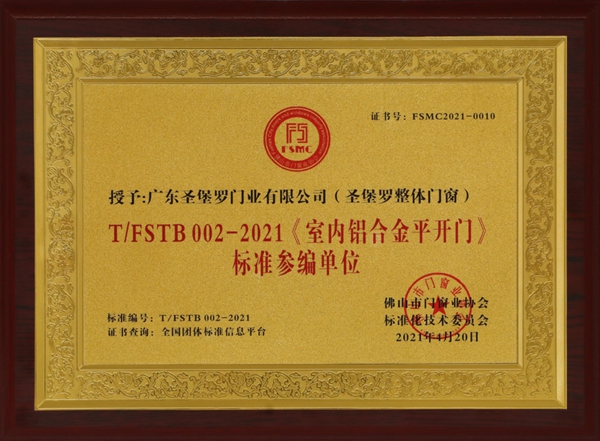 证书号：FSMC2021-0010
FSMC
授予:广东圣堡罗门业有限公司（圣堡罗整体门窗）
T/FSTB 002-2021《室内铝合金平开门》
标准参编单位
标准编号：T/FSTB 002-2021
证书查询：全国团体标准信息平台
佛山市门窗业协会
标准化技术委员会
2021年4月20日